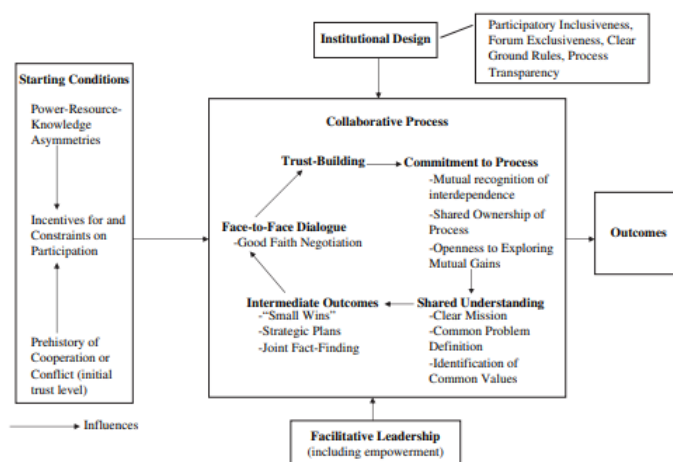 Institutional Design
Participatory Inclusiveness,
Forum Exclusiveness, Clear
Ground Rules, Process
Transparency
Starting Conditions
Power-Resource-
Knowledge
Asymmetries
Incentives for and
Constraints on
Participation
Prehistory of
Cooperation or
Conflict (initial
trust level)
Collaborative Process
Trust-Building
Commitment to Process
-Mutual recognition of
interdependence
-Shared Ownership of
Process
-Openness to Exploring
Mutual Gains
Face-to-Face Dialogue
-Good Faith Negotiation
Intermediate Outcomes
-“Small Wins”
-Strategic Plans
-Joint Fact-Finding
Shared Understanding
-Clear Mission
-Common Problem
Definition
-Identification of
Common Values
Outcomes
Influences
Facilitative Leadership
(including empowerment)